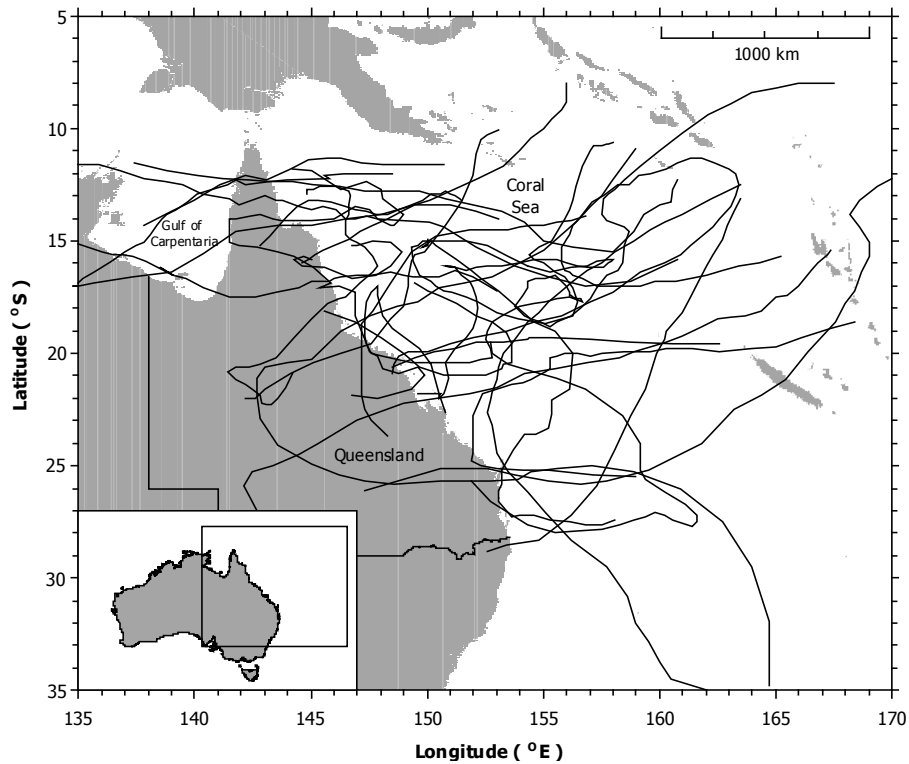 5
10
15
20
25
30
35
Latitude ( °S )
1000 km
Coral
Sea
Gulf of
Carpentaria
Queensland
135
140
145
150
155
160
165
170
Longitude ( °E )